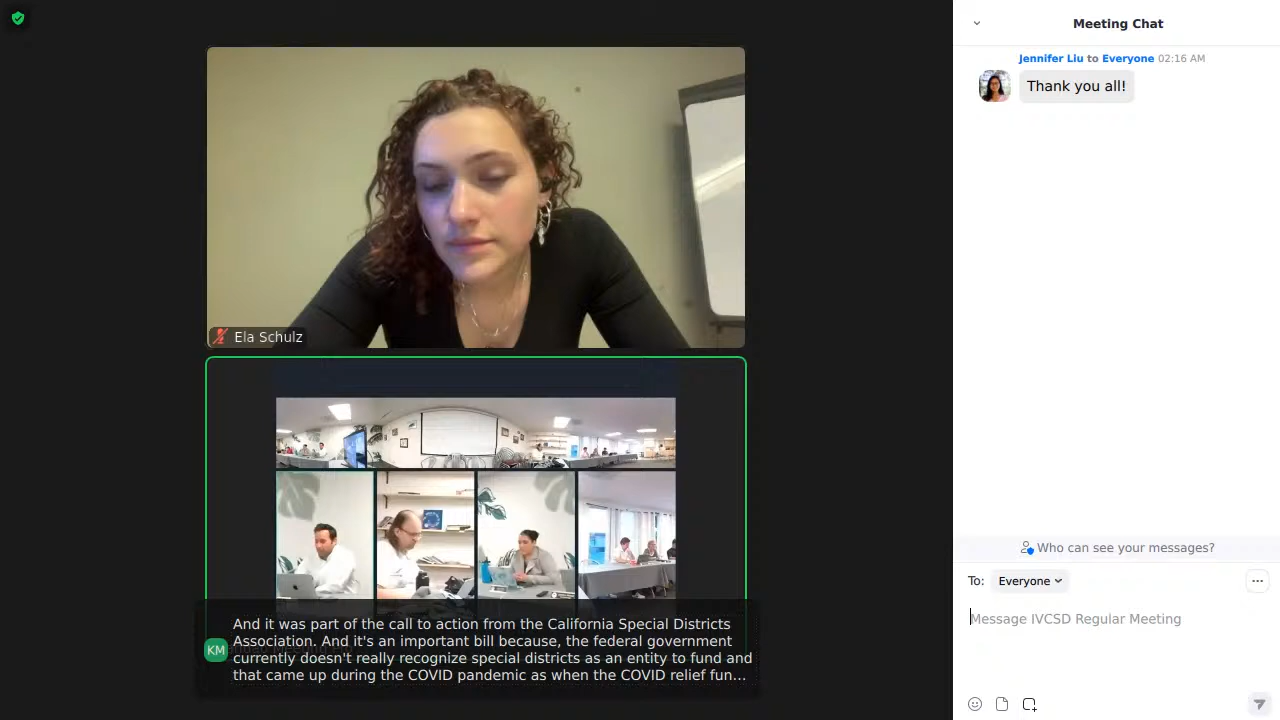 Meeting Chat
Jennifer Liu to Everyone 02:16 AM
Thank you all!
Ela Schulz
And it was part of the call to action from the California Special Districts
Association. And it's an important bill because, the federal government
currently doesn't really recognize special districts as an entity to fund and
that came up during the COVID pandemic as when the COVID relief fun...
KM
Who can see your messages?
To: Everyone
Message IVCSD Regular Meeting